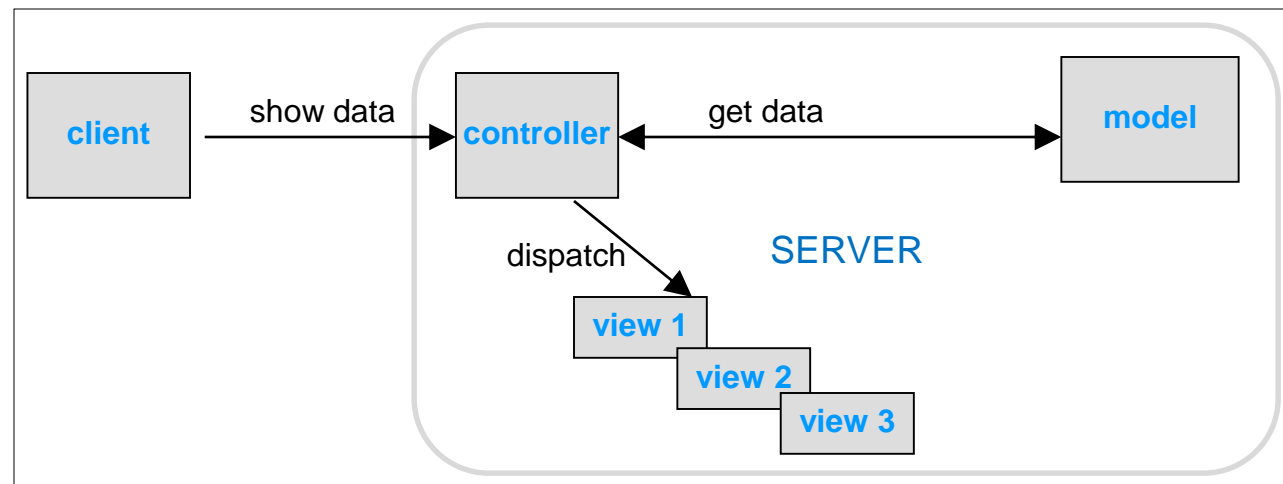 client
show data
controller
get data
model
dispatch
SERVER
view 1
view 2
view 3